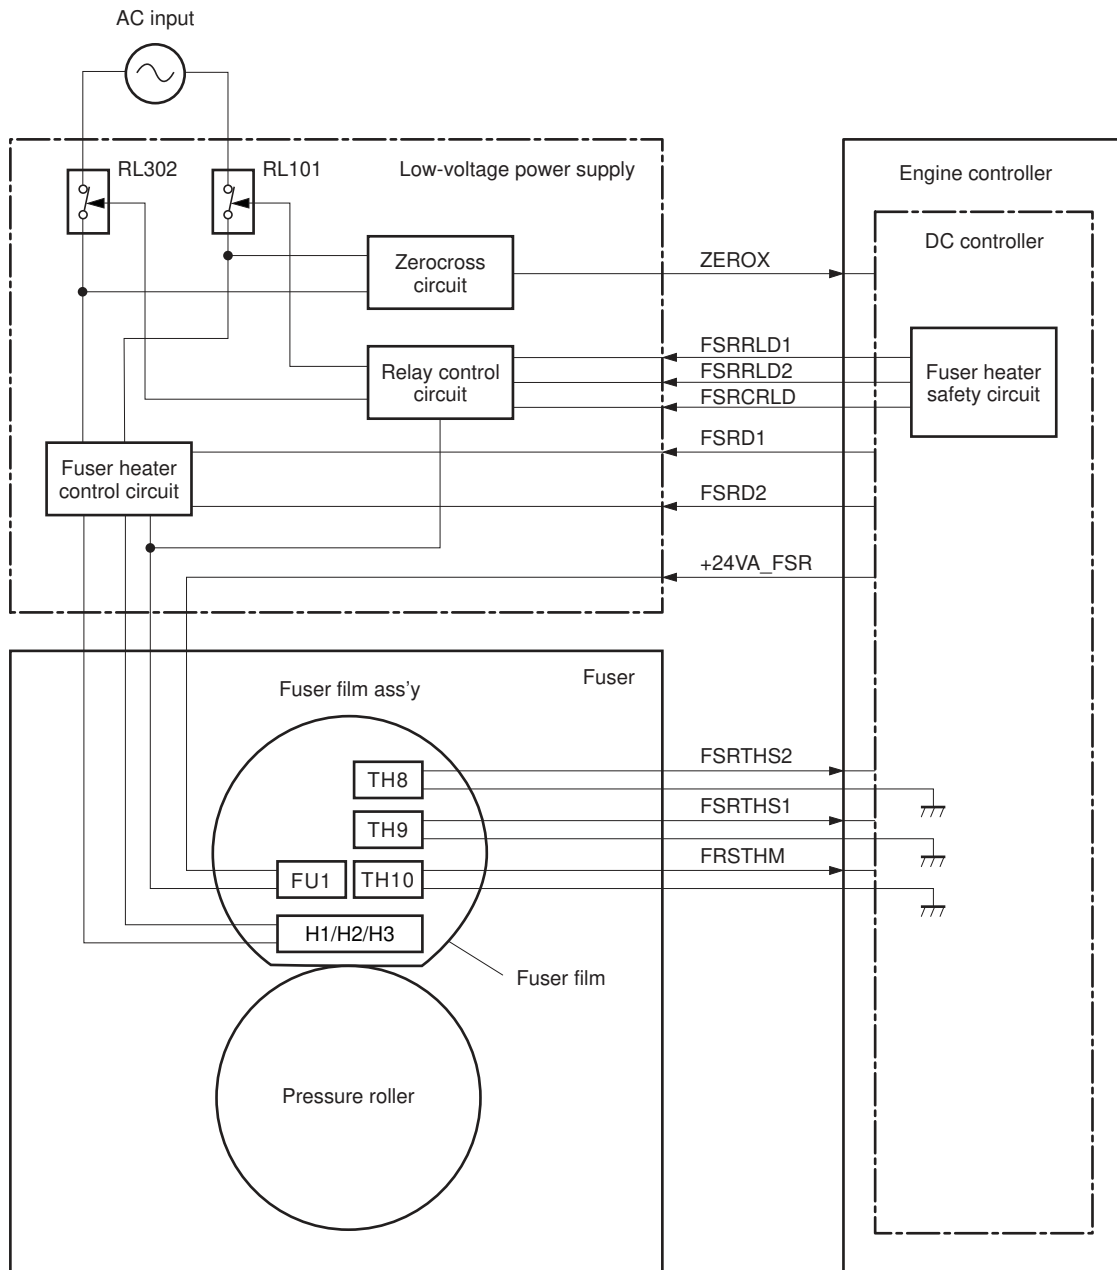 AC input
RL302
RL101
Low-voltage power supply
Engine controller
DC controller
Zerocross
circuit
ZEROX
Relay control
circuit
FSRRLD1
FSRRLD2
FSRCRLD
Fuser heater
safety circuit
Fuser heater
control circuit
FSRD1
FSRD2
+24VA_FSR
Fuser
Fuser film ass'y
TH8
FSRTHS2
TH9
FSRTHS1
FU1
TH10
FRSTHM
H1/H2/H3
Fuser film
Pressure roller